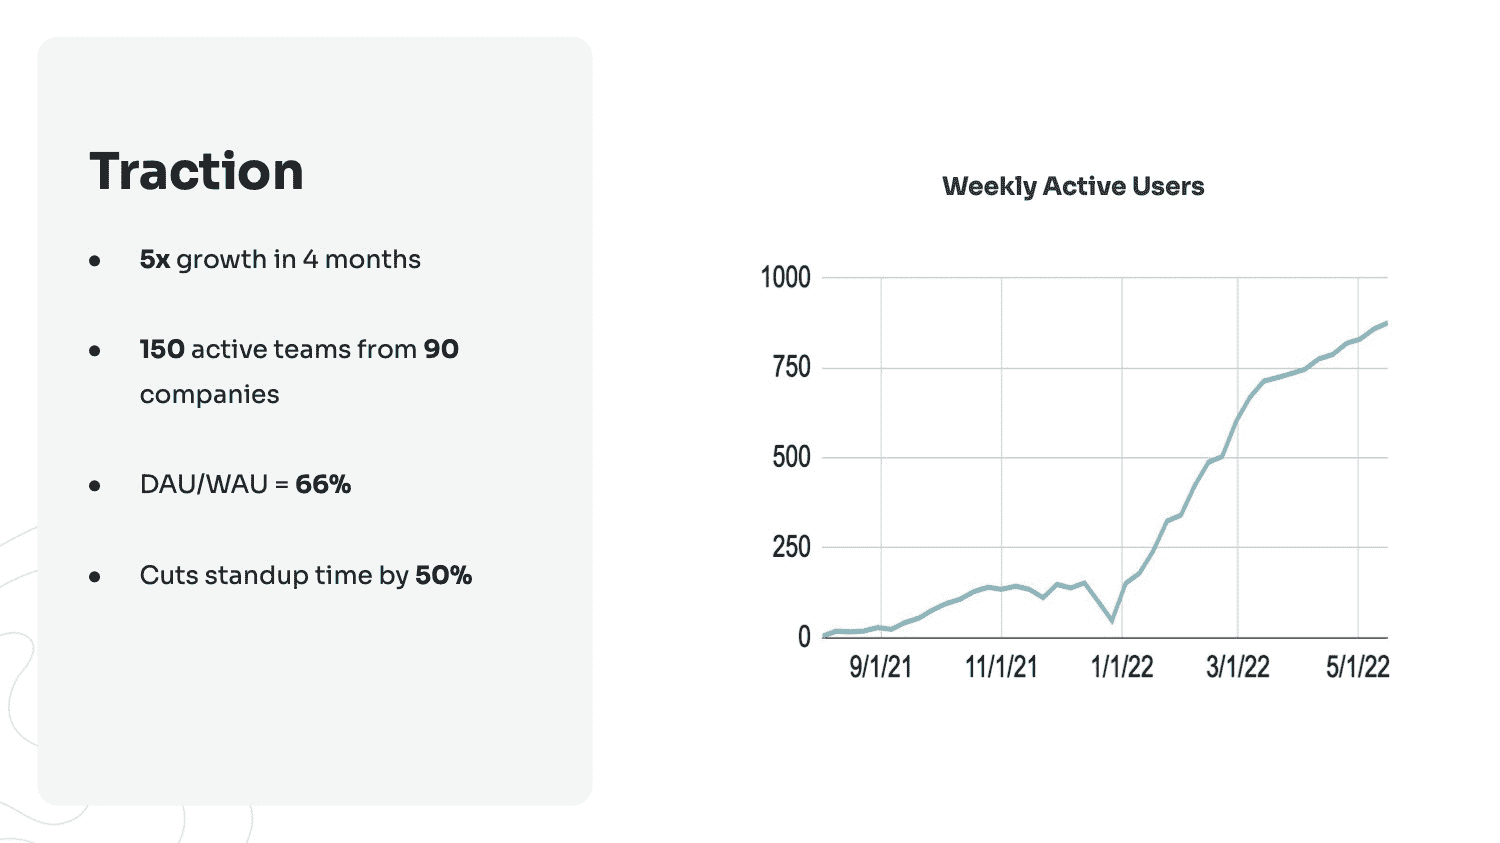 Traction
● 5x growth in 4 months
● 150 active teams from 90
companies
● DAU/WAU = 66%
● Cuts standup time by 50%
Weekly Active Users
1000
750
500
250
0
9/1/21 11/1/21 1/1/22 3/1/22 5/1/22